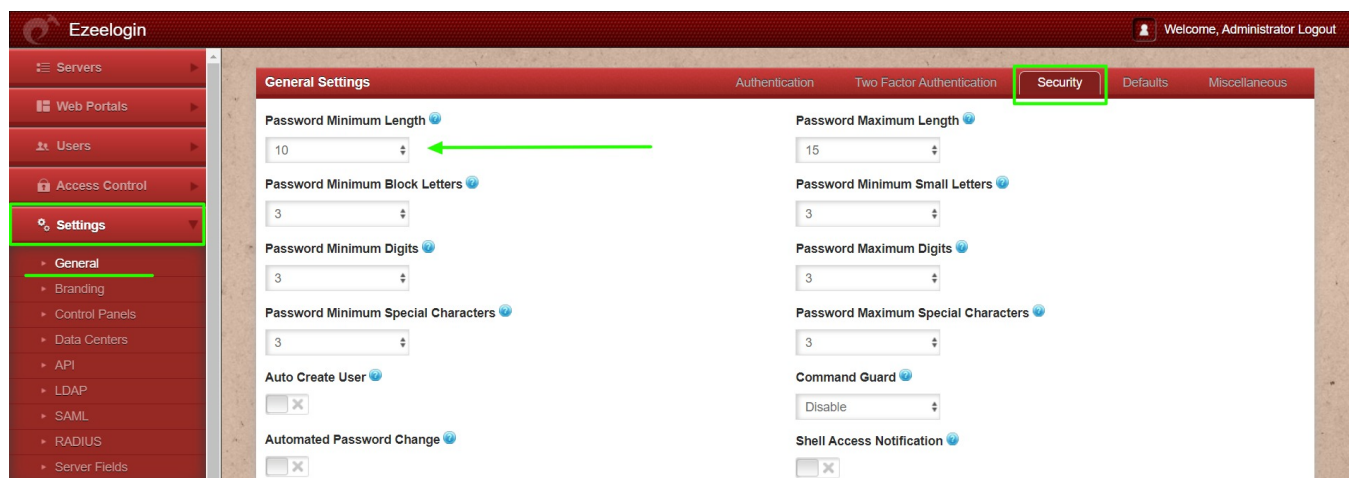 Ezeelogin
Welcome, Administrator Logout
Servers
Web Portals
Users
Access Control
Settings
General
Branding
Control Panels
Data Centers
API
LDAP
SAML
RADIUS
Server Fields
General Settings
Authentication
Two Factor Authentication
Security
Defaults
Miscellaneous
Password Minimum Length
Password Maximum Length
10
15
Password Minimum Block Letters
Password Minimum Small Letters
3
3
Password Minimum Digits
Password Maximum Digits
3
3
Password Minimum Special Characters
Password Maximum Special Characters
3
3
Auto Create User
Command Guard
Disable
Automated Password Change
Shell Access Notification